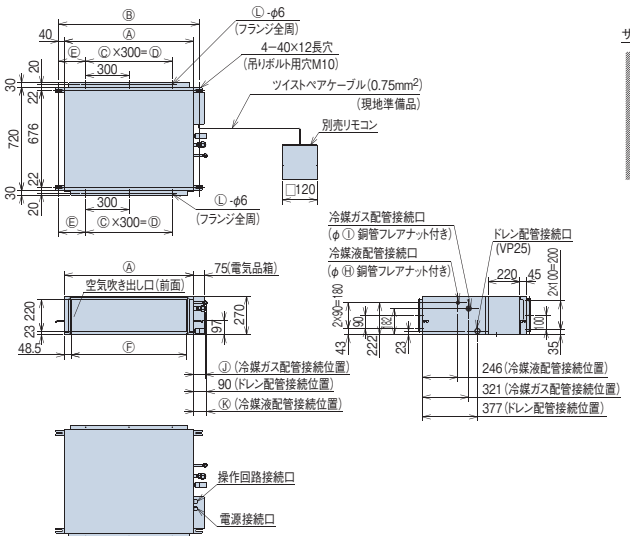 Ⓑ
Ⓛ-φ6
(フランジ全周)
40
Ⓐ
4−40×12長穴
(吊りボルト用穴M10)
Ⓔ
Ⓒ×300=Ⓓ
300
ツイストペアケーブル(0.75mm²)
(現地準備品)
別売リモコン
30
20
22
720
676
22
30
20
□120
300
Ⓛ-φ6
(フランジ全周)
Ⓔ
Ⓒ×300=Ⓓ
冷媒ガス配管接続口
(φⒾ銅管フレアナット付き)
冷媒液配管接続口
(φⒽ銅管フレアナット付き)
ドレン配管接続口
(VP25)
220
45
2×100=200
2×90=180
90
182
100
43
222
23
35
246(冷媒液配管接続位置)
321(冷媒ガス配管接続位置)
377(ドレン配管接続位置)
Ⓐ
75(電気品箱)
空気吹き出し口(前面)
220
23
270
97
48.5
Ⓕ
Ⓙ(冷媒ガス配管接続位置)
90(ドレン配管接続位置)
Ⓚ(冷媒液配管接続位置)
操作回路接続口
電源接続口
サ